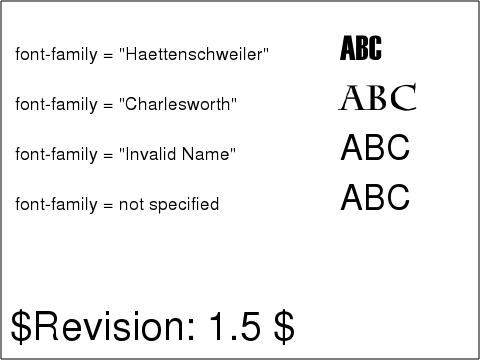 font-family = "Haettenschweiler" ABC
font-family = "Charlesworth" ABC
font-family = "Invalid Name" ABC
font-family = not specified ABC
$Revision: 1.5 $